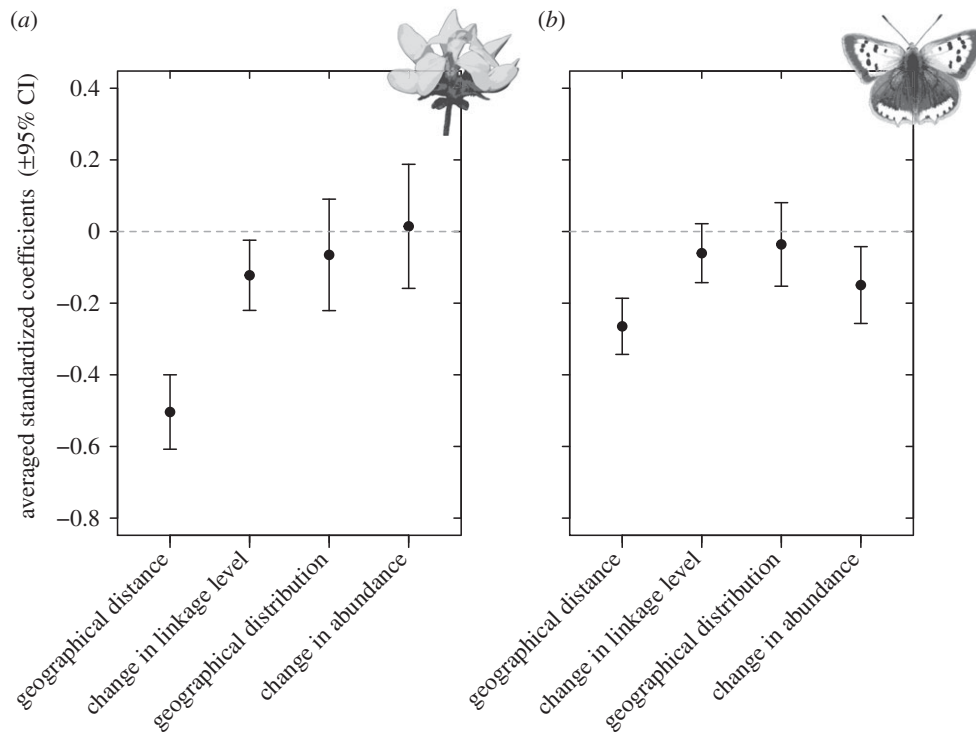 (a)
(b)
averaged standardized coefficients (±95% CI)
0.4
0.2
0
−0.2
−0.4
−0.6
−0.8
geographical distance
change in linkage level
geographical distribution
change in abundance
geographical distance
change in linkage level
geographical distribution
change in abundance